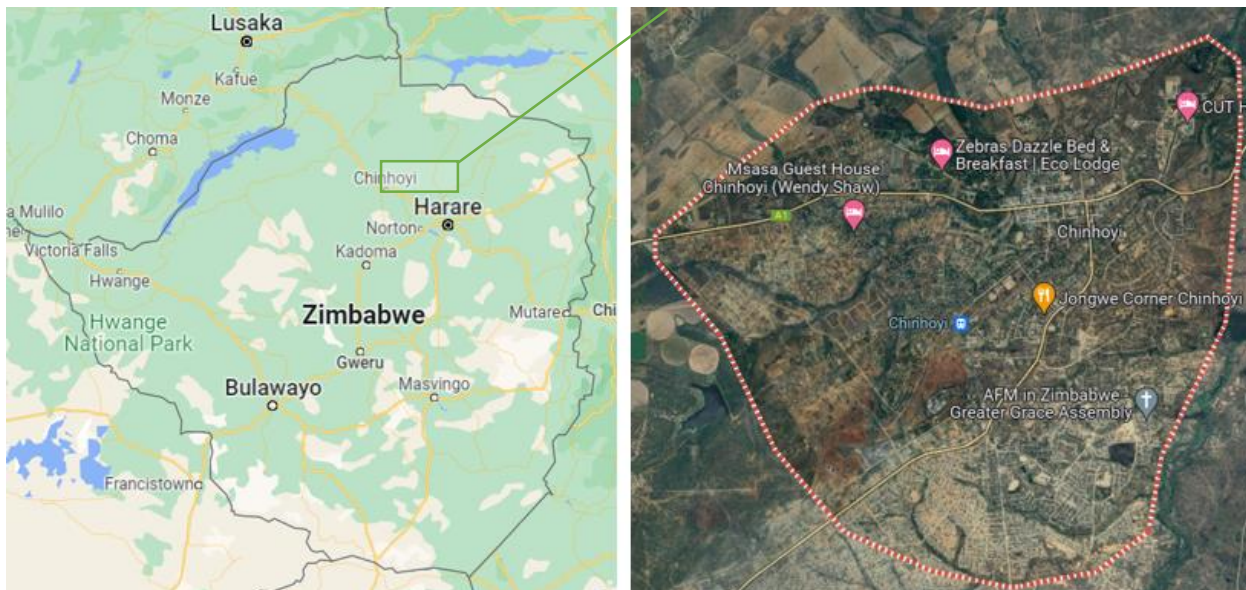 Lusaka
Kafue
Monze
Choma
Chinhoyi
Harare
Norton
a Mulilo
Victoria Falls
Kadoma
Hwange
Zimbabwe
Mutare
Chi
Hwange
National Park
Gweru
Bulawayo
Masvingo
Francistown
CUT H
Zebras Dazzle Bed &
Breakfast | Eco Lodge
Msasa Guest House
Chinhoyi (Wendy Shaw)
A1
Chinhoyi
Jongwe Corner Chinhoyi
Chinhoyi
AFM in Zimbabwe
Greater Grace Assembly